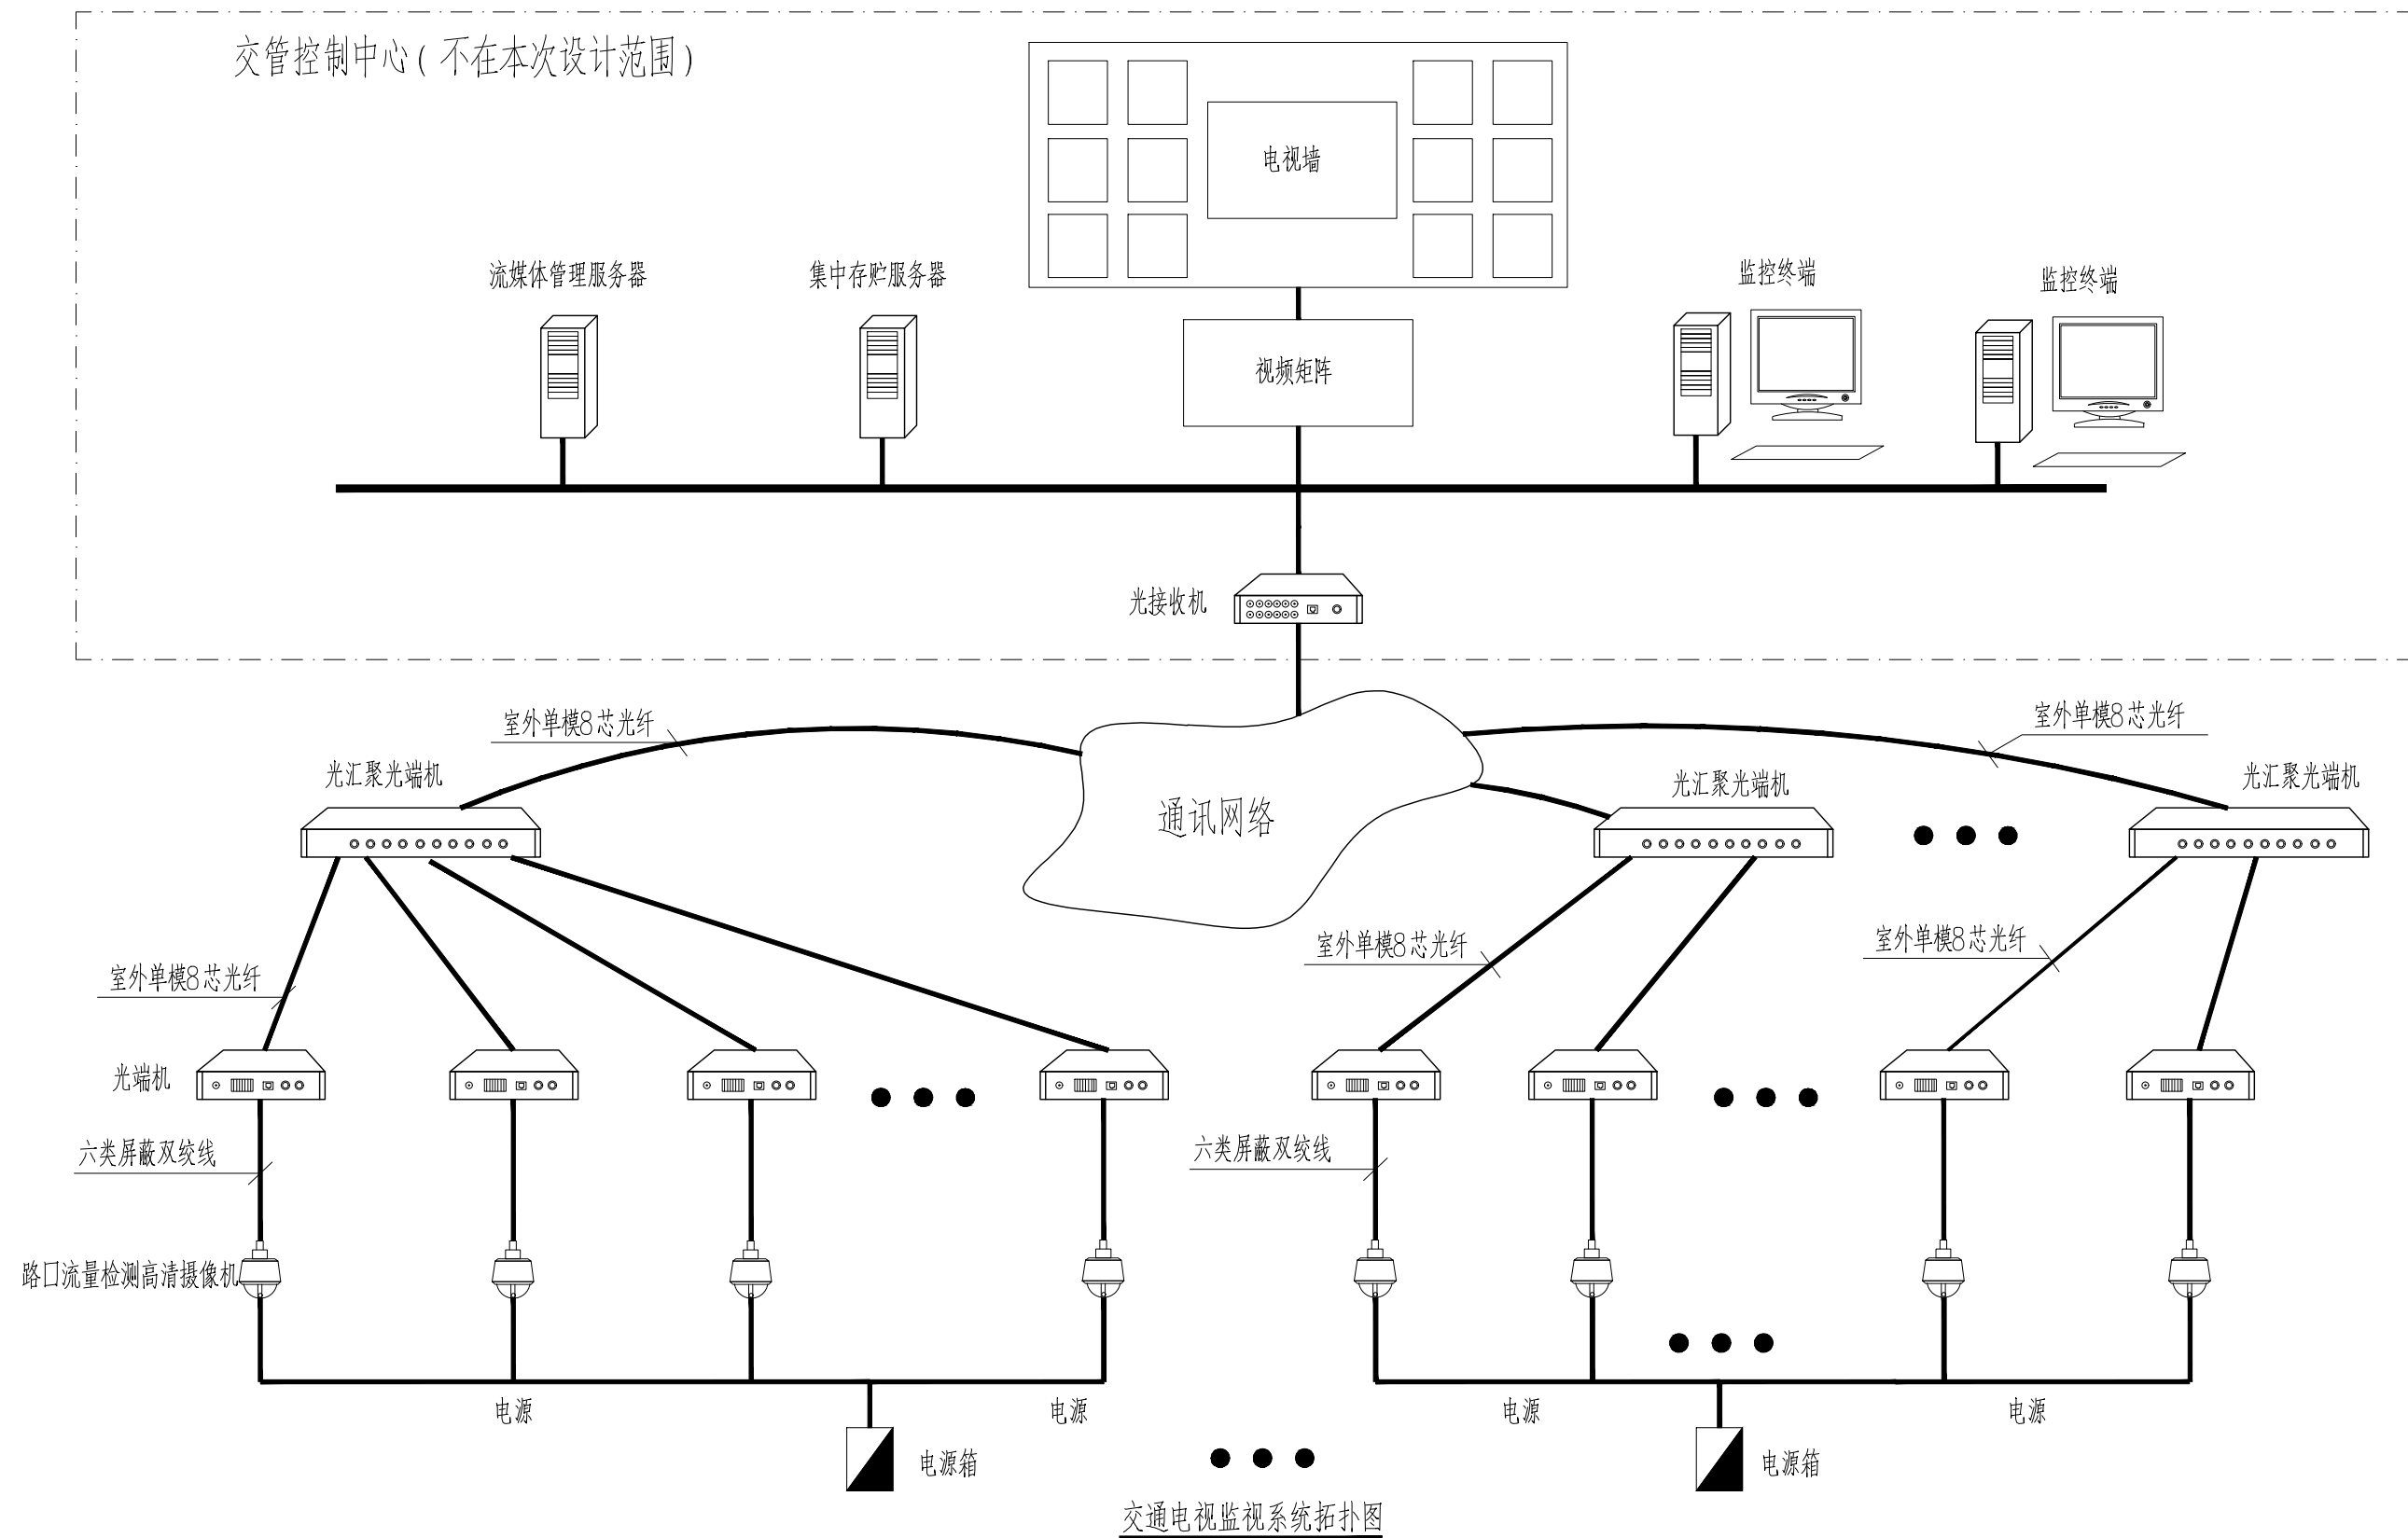 交管控制中心(不在本次设计范围)
电视墙
流媒体管理服务器
集中存贮服务器
监控终端
监控终端
视频矩阵
光接收机
室外单模8芯光纤
室外单模8芯光纤
光汇聚光端机
光汇聚光端机
光汇聚光端机
通讯网络
室外单模8芯光纤
室外单模8芯光纤
室外单模8芯光纤
光端机
六类屏蔽双绞线
六类屏蔽双绞线
路口流量检测高清摄像机
电源
电源
电源
电源
电源箱
电源箱
交通电视监视系统拓扑图